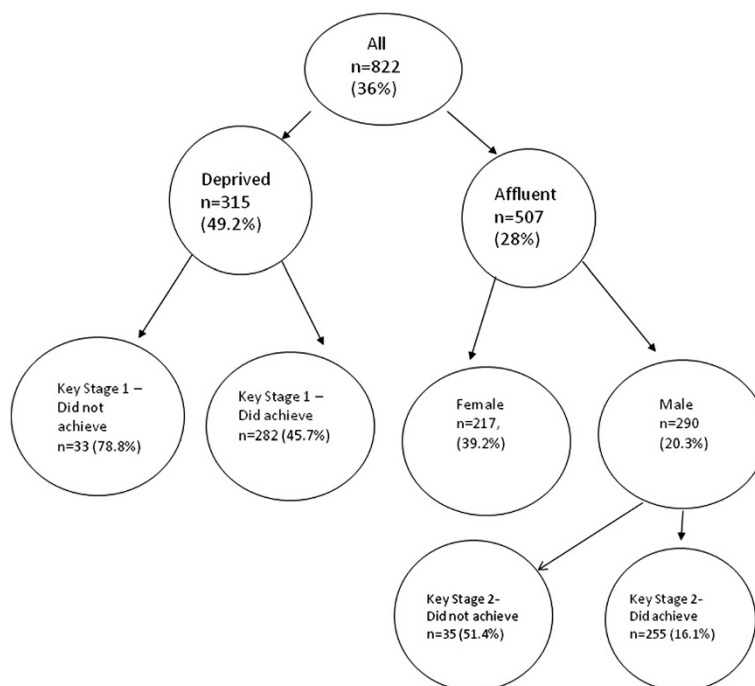 All
n=822
(36%)
Deprived
n=315
(49.2%)
Affluent
n=507
(28%)
Key Stage 1 –
Did not
achieve
n=33 (78.8%)
Key Stage 1 –
Did achieve
n=282 (45.7%)
Female
n=217,
(39.2%)
Male
n=290
(20.3%)
Key Stage 2-
Did not achieve
n=35 (51.4%)
Key Stage 2-
Did achieve
n=255 (16.1%)